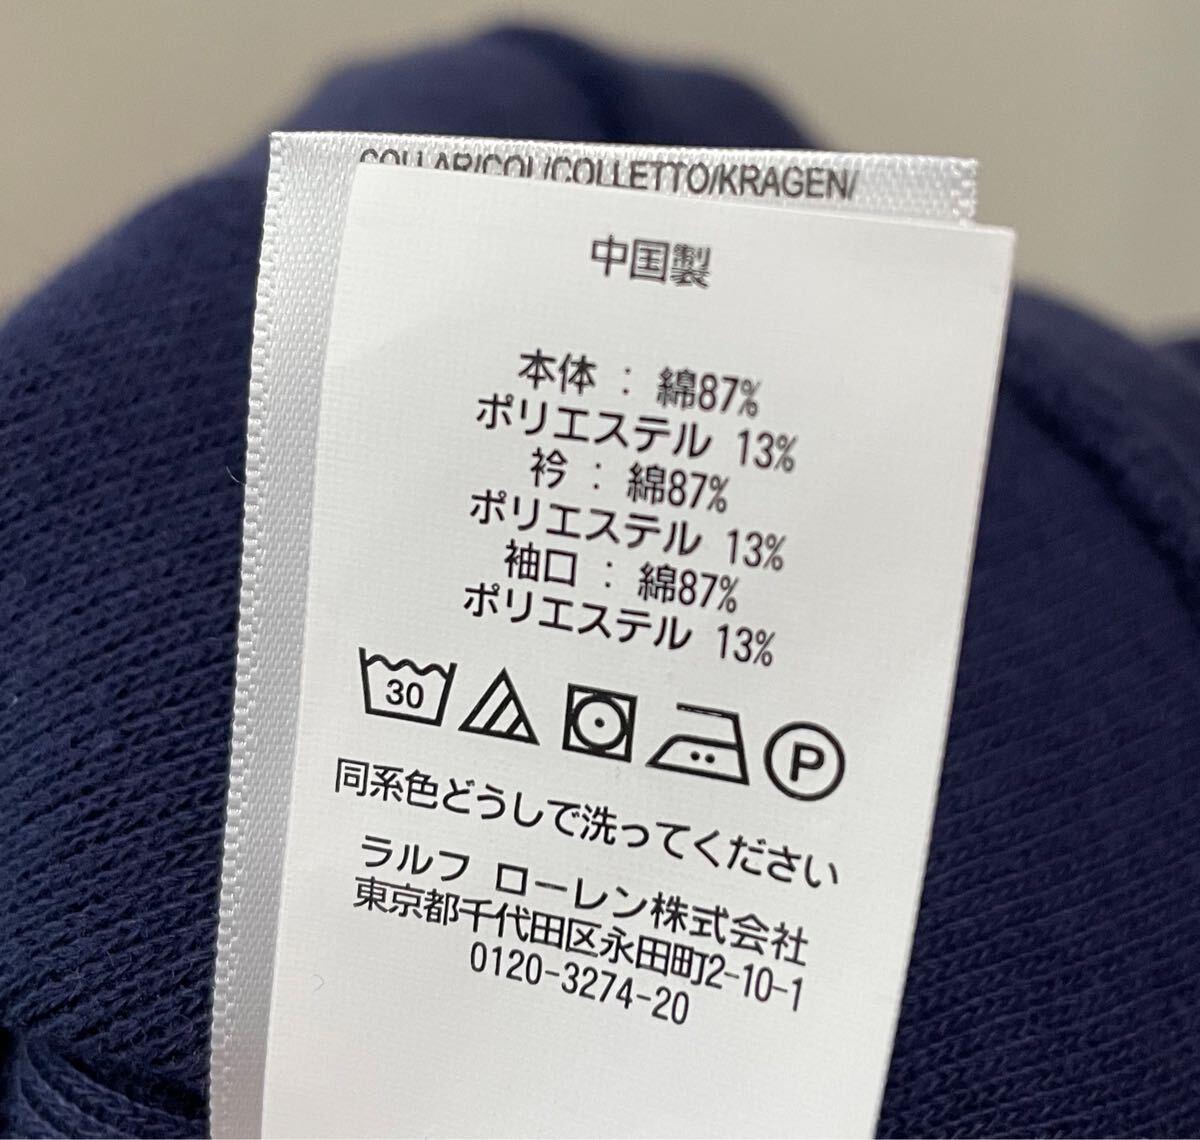 COLLAR/COL/COLLETTO/KRAGEN/
中国製
本体 : 綿87%
ポリエステル 13%
衿 : 綿87%
ポリエステル 13%
袖口 : 綿87%
ポリエステル 13%
30 P
同系色どうしで洗ってください
ラルフ ローレン株式会社
東京都千代田区永田町2-10-1
0120-3274-20